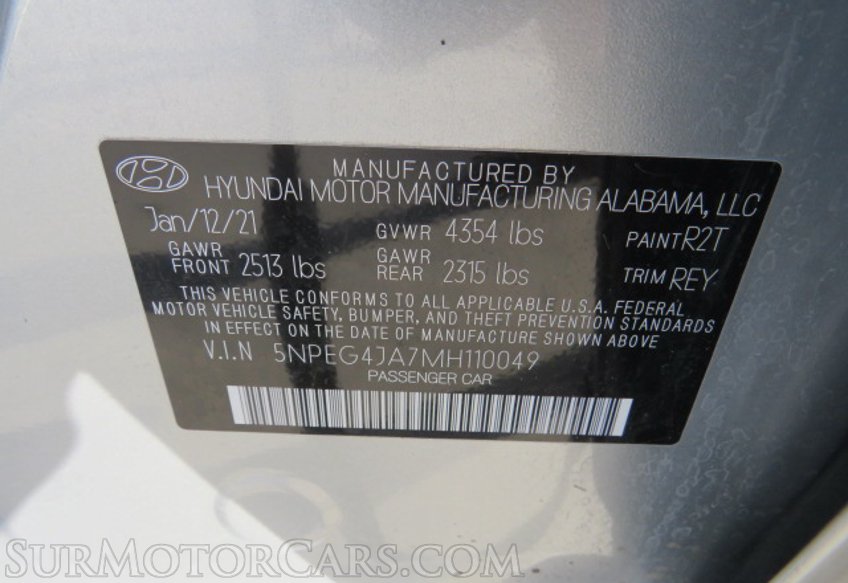 MANUFACTURED BY
HYUNDAI MOTOR MANUFACTURING ALABAMA, LLC
Jan/12/21 GVWR 4354 lbs PAINT R2T
GAWR FRONT 2513 lbs GAWR REAR 2315 lbs TRIM REY
THIS VEHICLE CONFORMS TO ALL APPLICABLE U.S.A. FEDERAL
MOTOR VEHICLE SAFETY, BUMPER, AND THEFT PREVENTION STANDARDS
IN EFFECT ON THE DATE OF MANUFACTURE SHOWN ABOVE.
V.I.N 5NPEG4JA7MH110049
PASSENGER CAR
SURMOTORCARS.COM